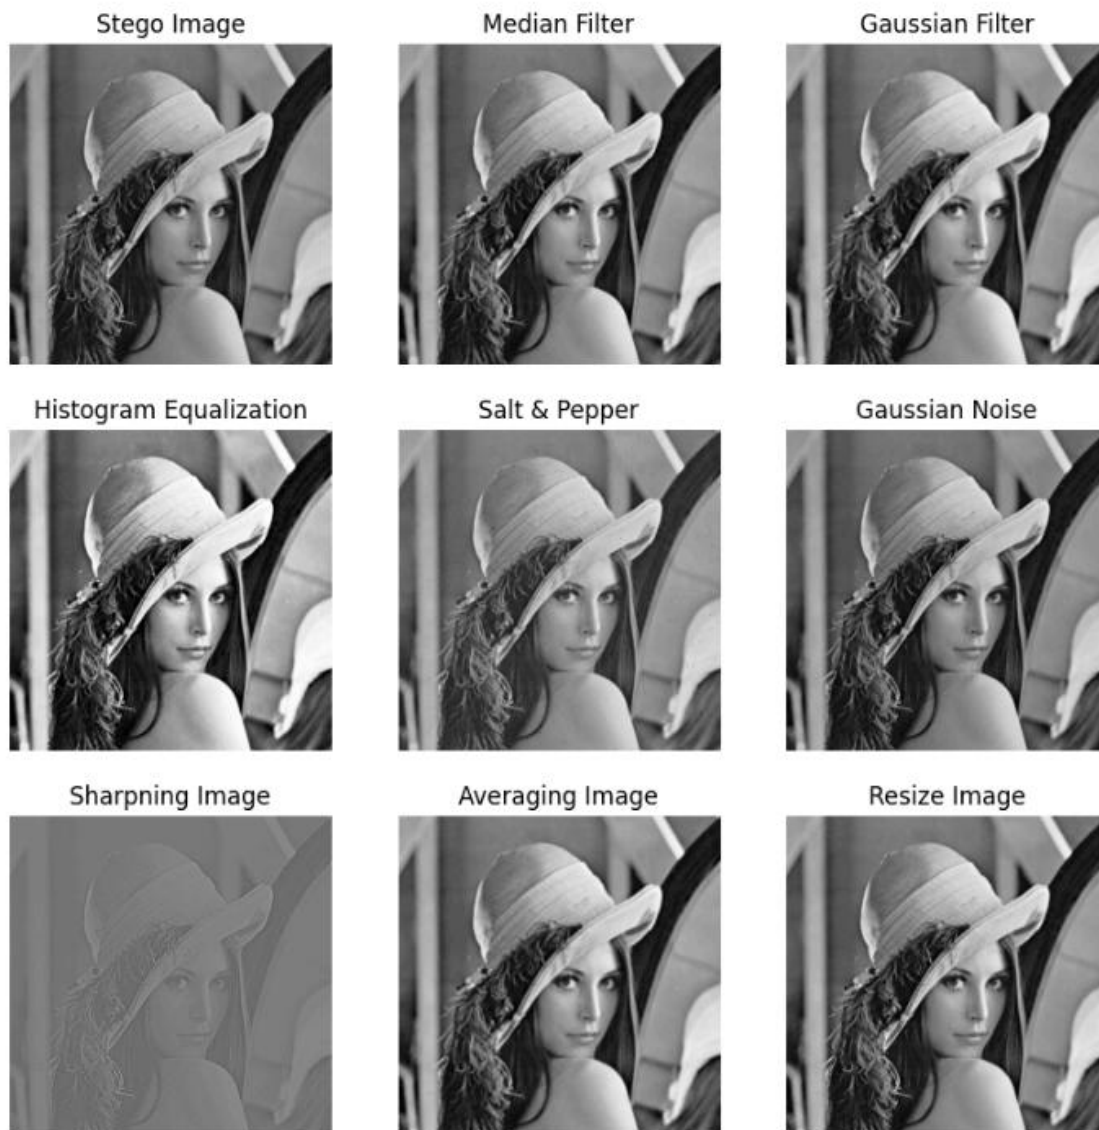 Stego Image
Median Filter
Gaussian Filter
Histogram Equalization
Salt & Pepper
Gaussian Noise
Sharpning Image
Averaging Image
Resize Image